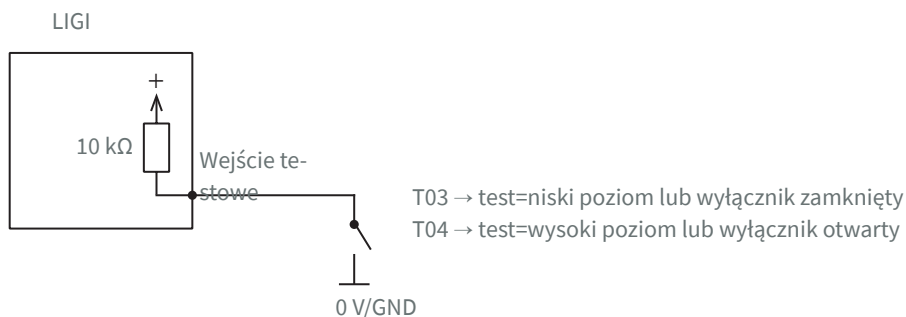 LIGI
+
10 kΩ
Wejście te-
stowe
T03 → test=niski poziom lub wyłącznik zamknięty
T04 → test=wysoki poziom lub wyłącznik otwarty
0 V/GND